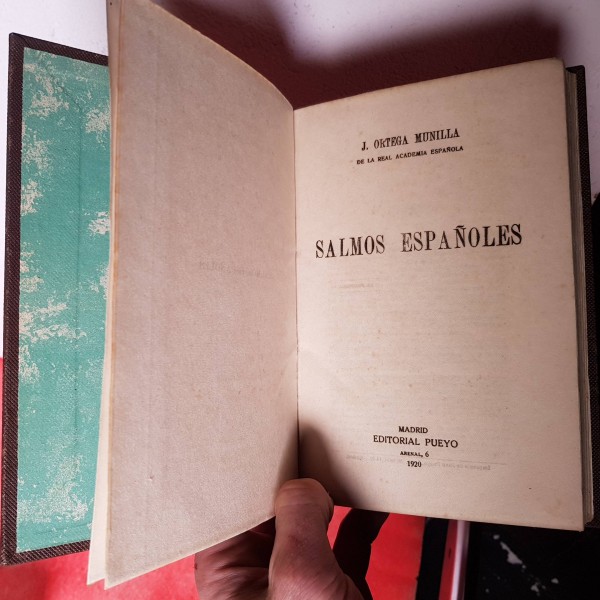 J. ORTEGA MUNILLA
DE LA REAL ACADEMIA ESPAÑOLA
SALMOS ESPAÑOLES
MADRID
EDITORIAL PUEYO
ARENAL, 6
1920